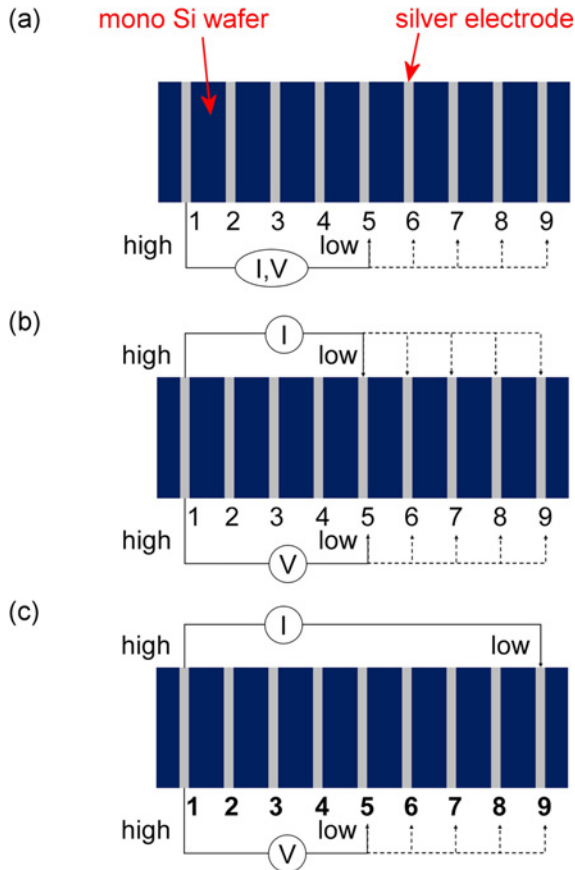 (a)
mono Si wafer
silver electrode
1 2 3 4 5 6 7 8 9
high
low
I,V
(b)
I
high
low
1 2 3 4 5 6 7 8 9
high
low
V
(c)
I
high
low
1 2 3 4 5 6 7 8 9
high
low
V